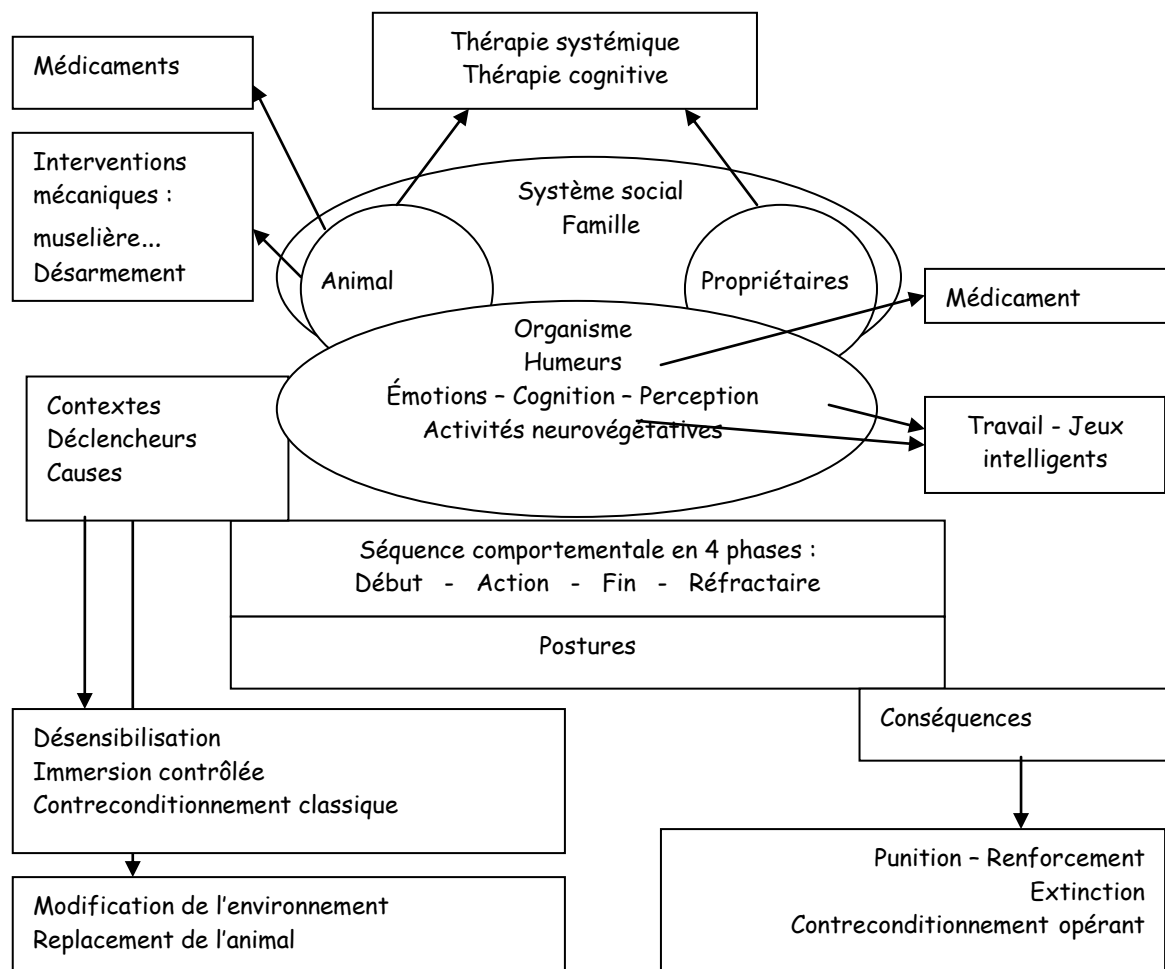 Thérapie systémique
Thérapie cognitive
Médicaments
Interventions
mécaniques :
muselière...
Désarmement
Système social
Famille
Animal
Propriétaires
Médicament
Organisme
Humeurs
Émotions – Cognition – Perception
Activités neurovégétatives
Contextes
Déclencheurs
Causes
Travail - Jeux
intelligents
Séquence comportementale en 4 phases :
Début - Action - Fin - Réfractaire
Postures
Conséquences
Désensibilisation
Immersion contrôlée
Contreconditionnement classique
Punition – Renforcement
Extinction
Contreconditionnement opérant
Modification de l'environnement
Replacement de l'animal